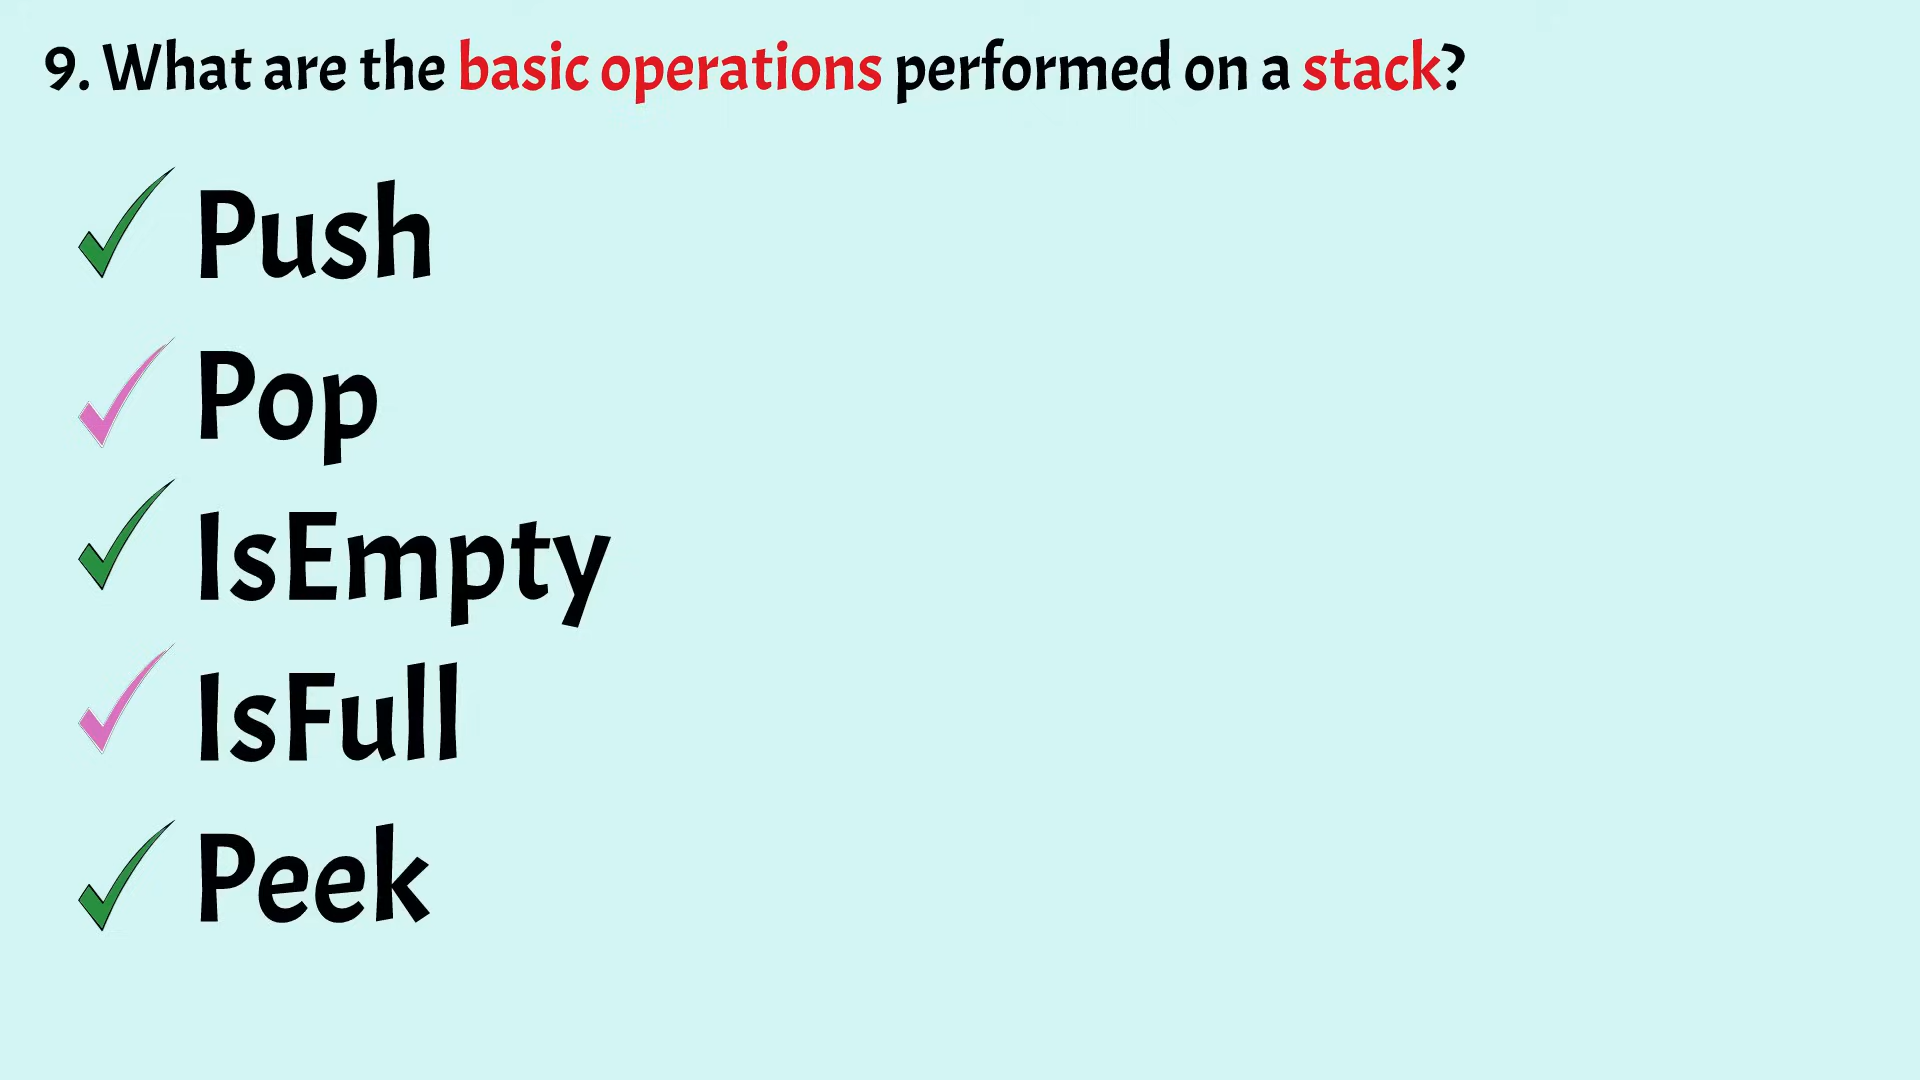 9. What are the basic operations performed on a stack?
Push
Pop
IsEmpty
IsFull
Peek